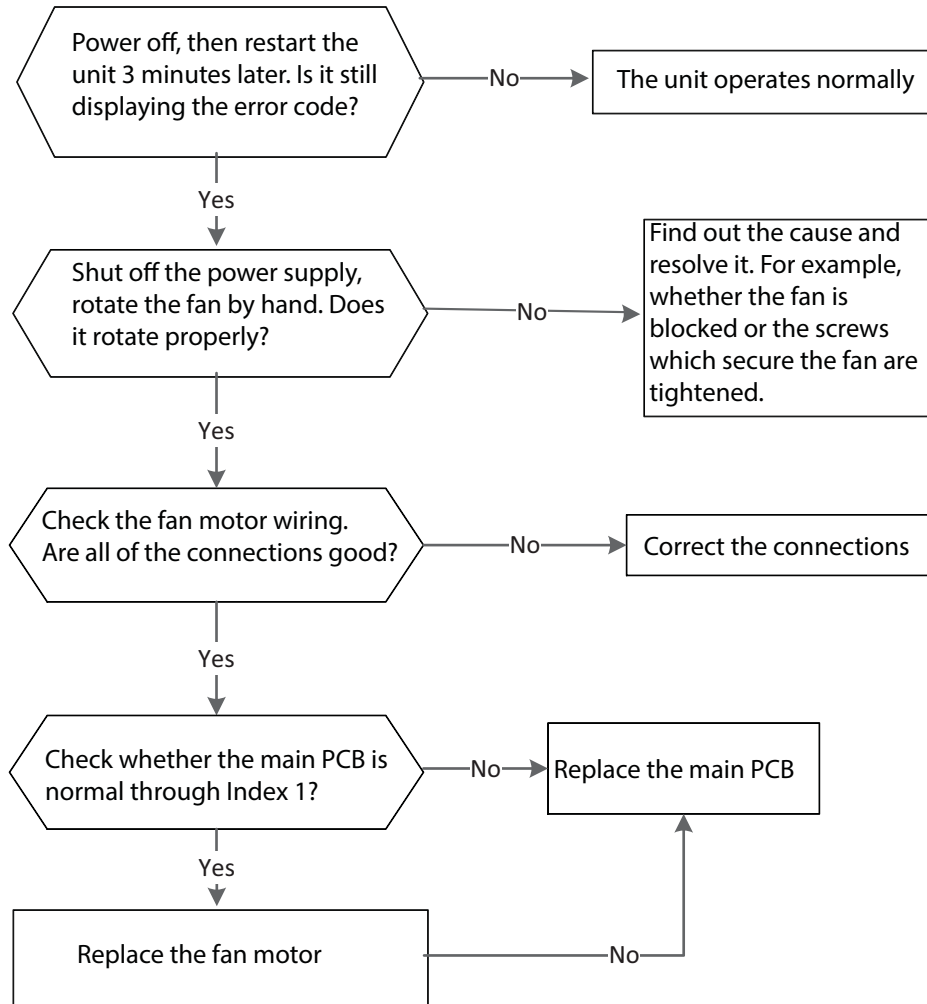 Power off, then restart the
unit 3 minutes later. Is it still
displaying the error code?
No
The unit operates normally
Yes
Shut off the power supply,
rotate the fan by hand. Does
it rotate properly?
No
Find out the cause and
resolve it. For example,
whether the fan is
blocked or the screws
which secure the fan are
tightened.
Yes
Check the fan motor wiring.
Are all of the connections good?
No
Correct the connections
Yes
Check whether the main PCB is
normal through Index 1?
No
Replace the main PCB
Yes
Replace the fan motor
No